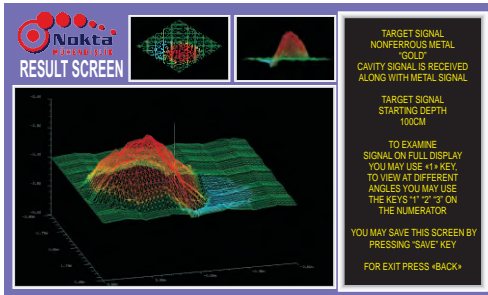 Nokta
RESULT SCREEN
TARGET SIGNAL
NONFERROUS METAL
“GOLD”
CAVITY SIGNAL IS RECEIVED
ALONG WITH METAL SIGNAL
TARGET SIGNAL
STARTING DEPTH
100CM
TO EXAMINE
SIGNAL ON FULL DISPLAY
YOU MAY USE «1» KEY,
TO VIEW AT DIFFERENT
ANGLES YOU MAY USE
THE KEYS “1” “2” “3” ON
THE NUMERATOR
YOU MAY SAVE THIS SCREEN BY
PRESSING “SAVE” KEY
FOR EXIT PRESS «BACK»